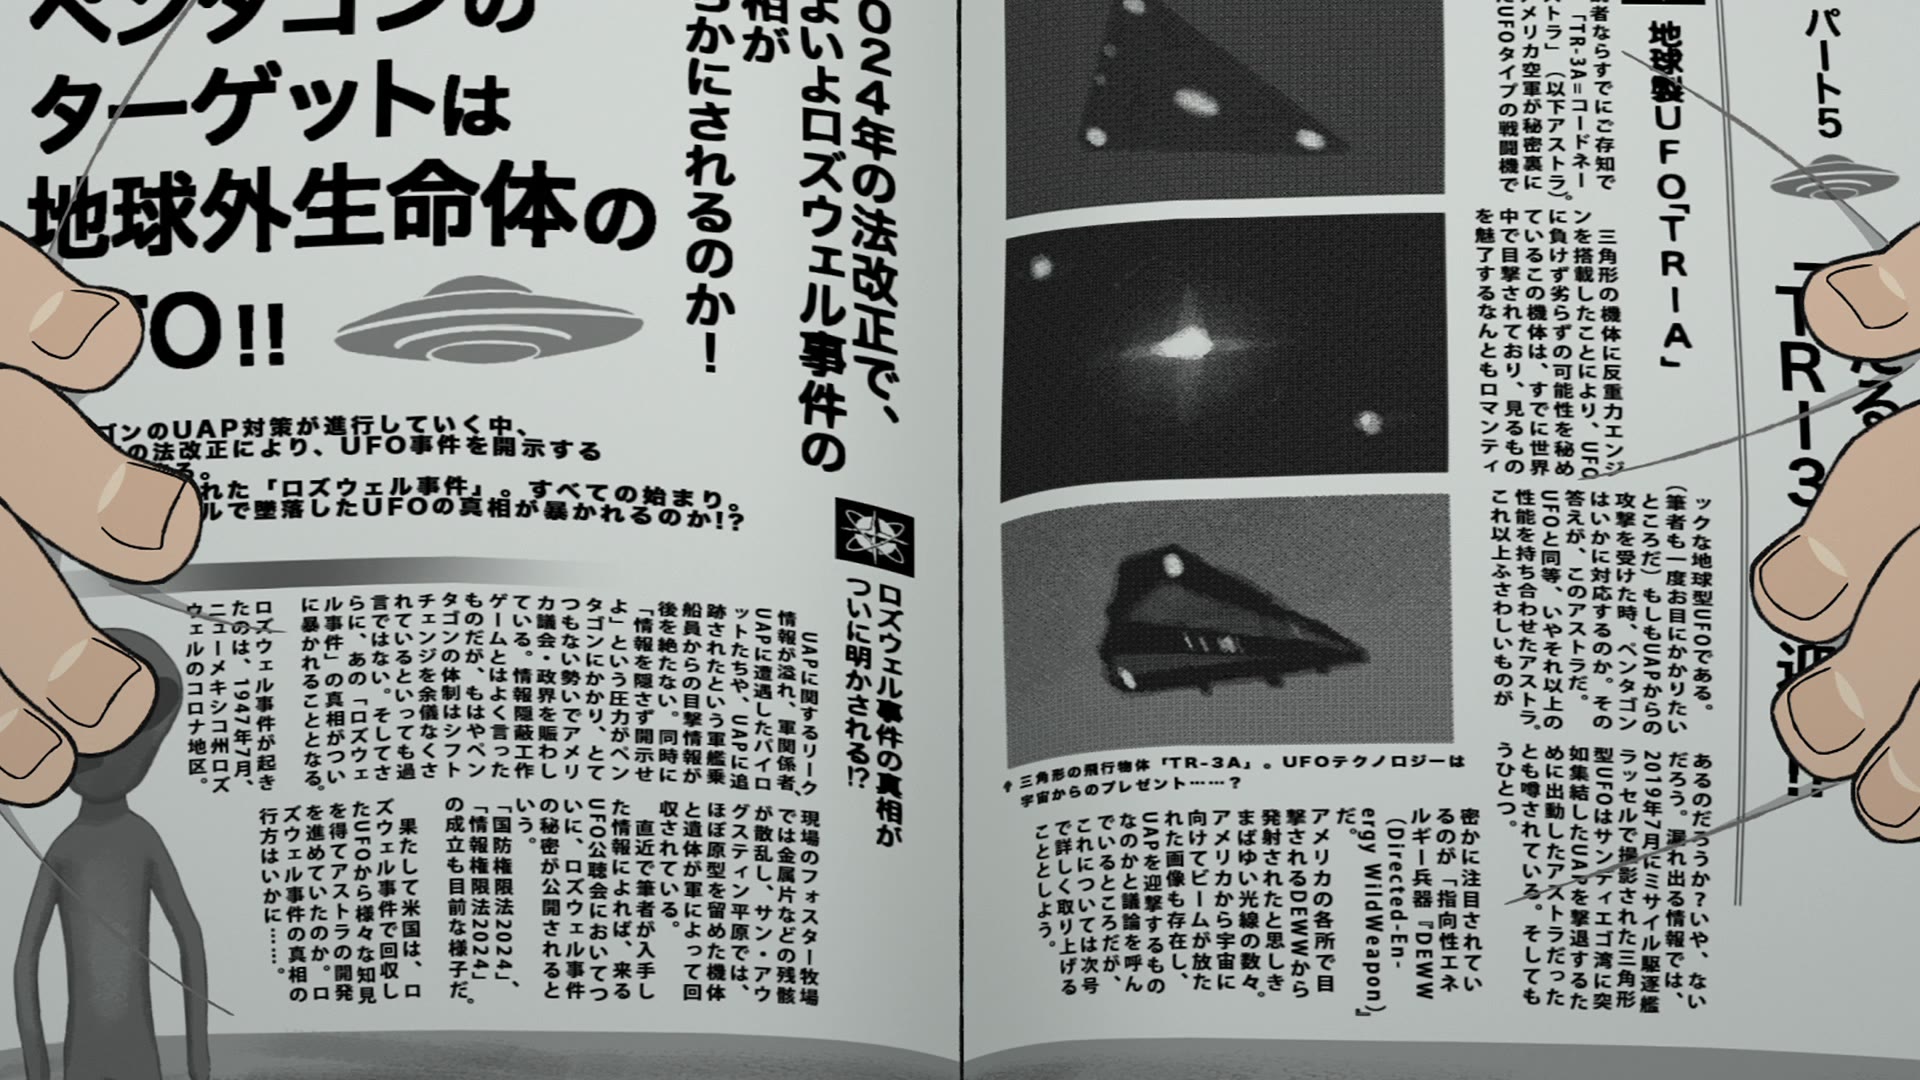 パート5
TRｰ3
地球製UFO「TRｰA」
者ならすでにご存知で
「TR-3A=コードネー
ストラ」（以下アストラ）。
メリカ空軍が秘密裏に
UFOタイプの戦闘機で
三角形の機体に反重力エンジ
ンを搭載したことにより、UFO
に負けず劣らずの可能性を秘め
ているこの機体は、すでに世界
中で目撃されており、見るもの
を魅了するなんともロマンティ
ックな地球型UFOである。
（筆者も一度お目にかかりたい
ところだ）もしもUAPからの
攻撃を受けた時、ペンタゴン
はいかに対応するのか。その
答えが、このアストラだ。
UFOと同等、いやそれ以上の
性能を持ち合わせたアストラ。
これ以上ふさわしいものが
あるのだろうか？いや、ない
だろう。漏れ出る情報では、
2019年7月にミサイル駆逐艦
ラッセルで撮影された三角形
型UFOはサンディエゴ湾に突
如集結したUAPを撃退するた
めに出動したアストラだった
とも噂されている。そしても
うひとつ。
↑三角形の飛行物体「TR-3A」。UFOテクノロジーは
宇宙からのプレゼント……？
密かに注目されてい
るのが「指向性エネ
ルギー兵器『DEWW
（Directed-En-
ergy WildWeapon）』
だ。
アメリカの各所で目
撃されるDEWWから
発射されたと思しき
まばゆい光線の数々。
アメリカから宇宙に
向けてビームが放た
れた画像も存在し、
UAPを迎撃するもの
なのかと議論を呼ん
でいるところだが、
これについては次号
で詳しく取り上げる
こととしよう。
024年の法改正で、
よいよロズウェル事件の
相が
らかにされるのか！
ペンタゴンの
ターゲットは
地球外生命体の
FO!!
ゴンのUAP対策が進行していく中、
の法改正により、UFO事件を開示する
る。
れた「ロズウェル事件」。すべての始まり。
ルで墜落したUFOの真相が暴かれるのか!?
ロズウェル事件の真相が
ついに明かされる!?
UAPに関するリーク
情報が溢れ、軍関係者、
UAPに遭遇したパイロ
ットたちや、UAPに追
跡されたという軍艦乗
船員からの目撃情報が
後を絶たない。同時に
「情報を隠さず開示せ
よ」という圧力がペン
タゴンにかかり、とて
つもない勢いでアメリ
カ議会・政界を賑わし
ている。情報隠蔽工作
ゲームとはよく言った
ものだが、もはやペン
タゴンの体制はシフト
チェンジを余儀なくさ
れているといっても過
言ではない。そしてさ
らに、あの「ロズウェ
ル事件」の真相がつい
に暴かれることとなる。
ロズウェル事件が起き
たのは、1947年7月、
ニューメキシコ州ロズ
ウェルのコロナ地区。
現場のフォスター牧場
では金属片などの残骸
が散乱し、サン・アウ
グスティン平原では、
ほぼ原型を留めた機体
と遺体が軍によって回
収されている。
直近で筆者が入手し
た情報によれば、来る
UFO公聴会においてつ
いに、ロズウェル事件
の秘密が公開されると
いう。
「国防権限法2024」、
「情報権限法2024」
の成立も目前な様子だ。
果たして米国は、ロ
ズウェル事件で回収し
たUFOから様々な知見
を得てアストラの開発
を進めていたのか。ロ
ズウェル事件の真相の
行方はいかに……。